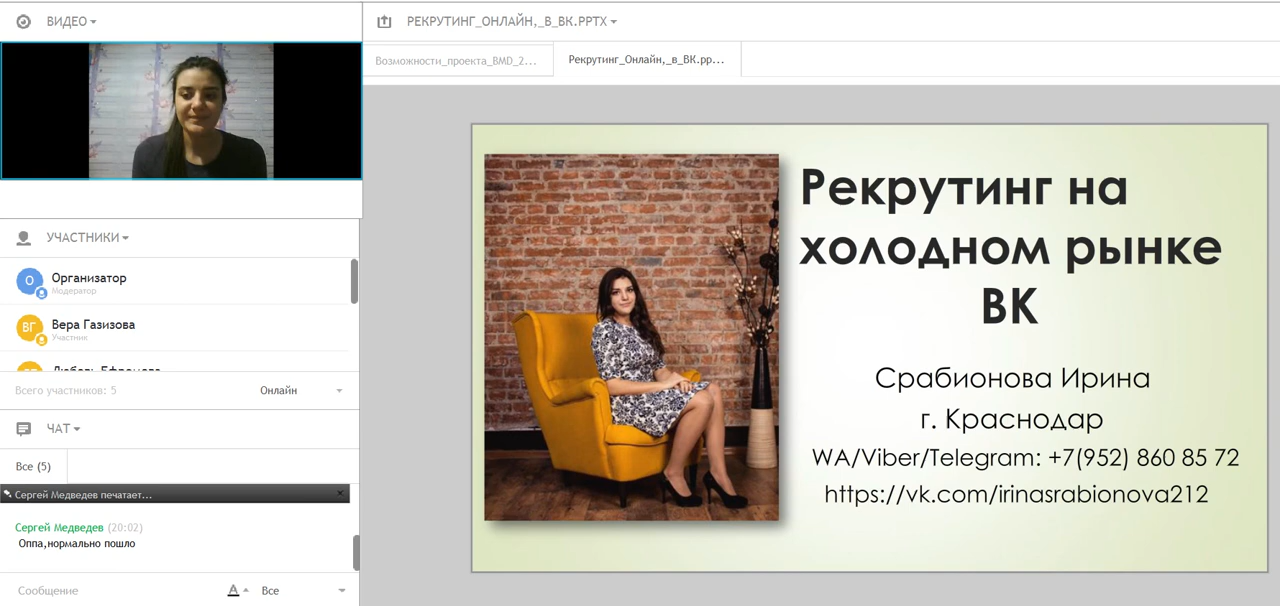 ВИДЕО
РЕКРУТИНГ_ОНЛАЙН,_В_ВК.PPTX
Возможности_проекта_BMD_2...
Рекрутинг_Онлайн,_в_ВК.pp...
УЧАСТНИКИ
О
Организатор
Модератор
ВГ
Вера Газизова
Участник
Всего участников: 5
Онлайн
ЧАТ
Все (5)
Сергей Медведев печатает...
Сергей Медведев (20:02)
Оппа,нормально пошло
Сообщение
A
Все
Рекрутинг на
холодном рынке
ВК
Срабионова Ирина
г. Краснодар
WA/Viber/Telegram: +7(952) 860 85 72
https://vk.com/irinasrabionova212